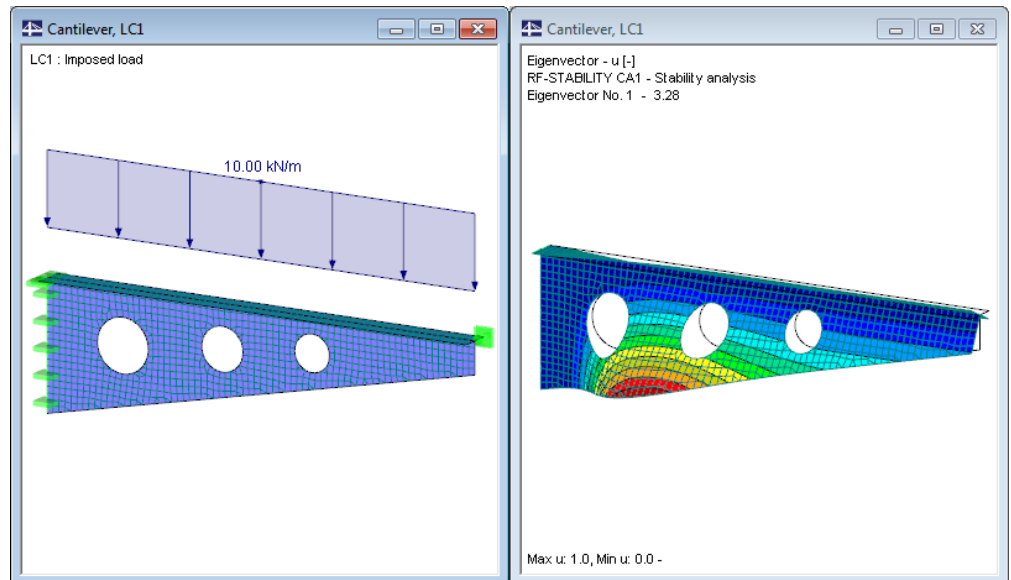 Cantilever, LC1
LC1 : Imposed load
10.00 kN/m
Cantilever, LC1
Eigenvector - u [-]
RF-STABILITY CA1 - Stability analysis
Eigenvector No. 1 - 3.28
Max u: 1.0, Min u: 0.0 -